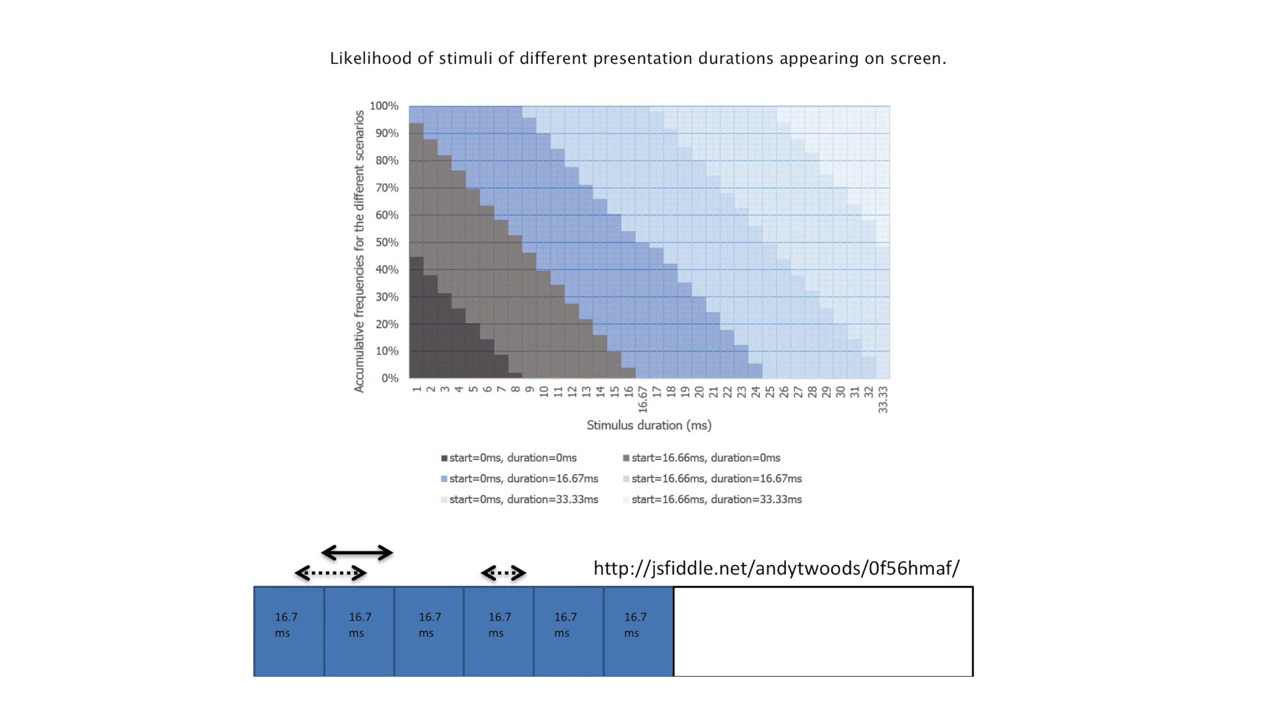 Likelihood of stimuli of different presentation durations appearing on screen.
Accumulative frequencies for the different scenarios
100%
90%
80%
70%
60%
50%
40%
30%
20%
10%
0%
1 2 3 4 5 6 7 8 9 10 11 12 13 14 15 16 16.67 17 18 19 20 21 22 23 24 25 26 27 28 29 30 31 32 33.33
Stimulus duration (ms)
start=0ms, duration=0ms
start=16.66ms, duration=0ms
start=0ms, duration=16.67ms
start=16.66ms, duration=16.67ms
start=0ms, duration=33.33ms
start=16.66ms, duration=33.33ms
http://jsfiddle.net/andytwoods/0f56hmaf/
16.7 16.7 16.7 16.7 16.7 16.7
ms ms ms ms ms ms